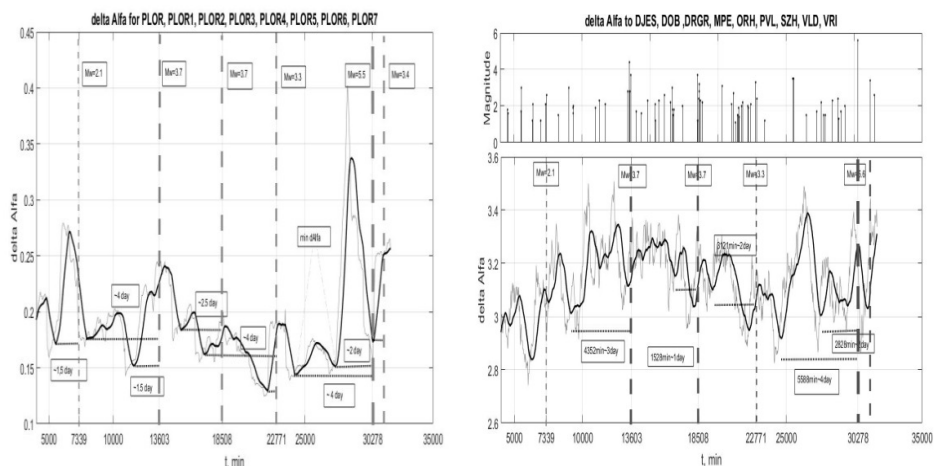 delta Alfa for PLOR, PLOR1, PLOR2, PLOR3, PLOR4, PLOR5, PLOR6, PLOR7
0.45
0.4
0.35
0.3
0.25
0.2
0.15
0.1
delta Alfa
Mw=2.1
Mw=3.7
Mw=3.7
Mw=3.3
Mw=5.5
Mw=3.4
min dAlfa
~4 day
~2.5 day
~4 day
~2 day
~1.5 day
~1.5 day
~ 4 day
5000 7339 10000 13603 18508 22771 25000 30278 35000
t, min
delta Alfa to DJES, DOB ,DRGR, MPE, ORH, PVL, SZH, VLD, VRI
6
4
2
0
Magnitude
3.6
3.4
3.2
3
2.8
2.6
delta Alfa
Mw=2.1
Mw=3.7
Mw=3.7
Mw=3.3
3121min~2day
4352min~3day
1528min~1day
2828min~2day
5588min~4day
5000 7339 10000 13603 18508 22771 25000 30278 35000
t, min